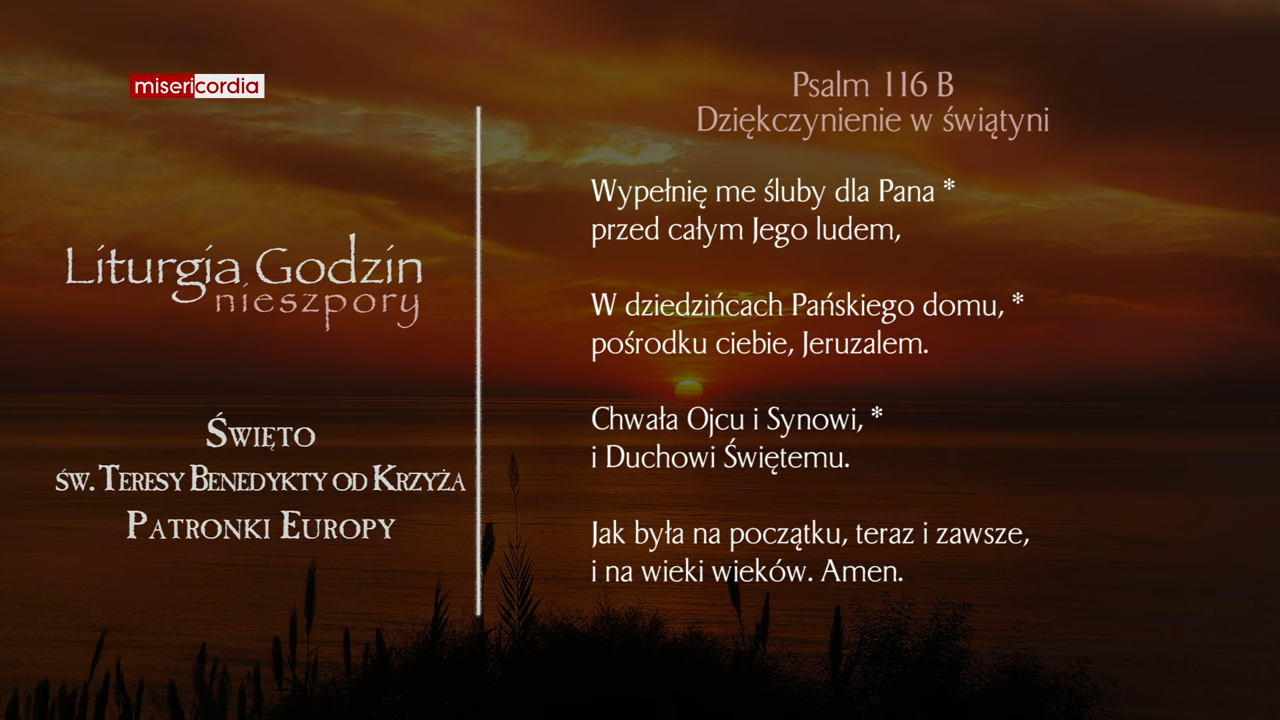 misericordia
Liturgia Godzin
nieszpory
Święto
św. Teresy Benedykty od Krzyża
Patronki Europy
Psalm 116 B
Dziękczynienie w świątyni
Wypełnię me śluby dla Pana *
przed całym Jego ludem,
W dziedzińcach Pańskiego domu, *
pośrodku ciebie, Jeruzalem.
Chwała Ojcu i Synowi, *
i Duchowi Świętemu.
Jak była na początku, teraz i zawsze,
i na wieki wieków. Amen.